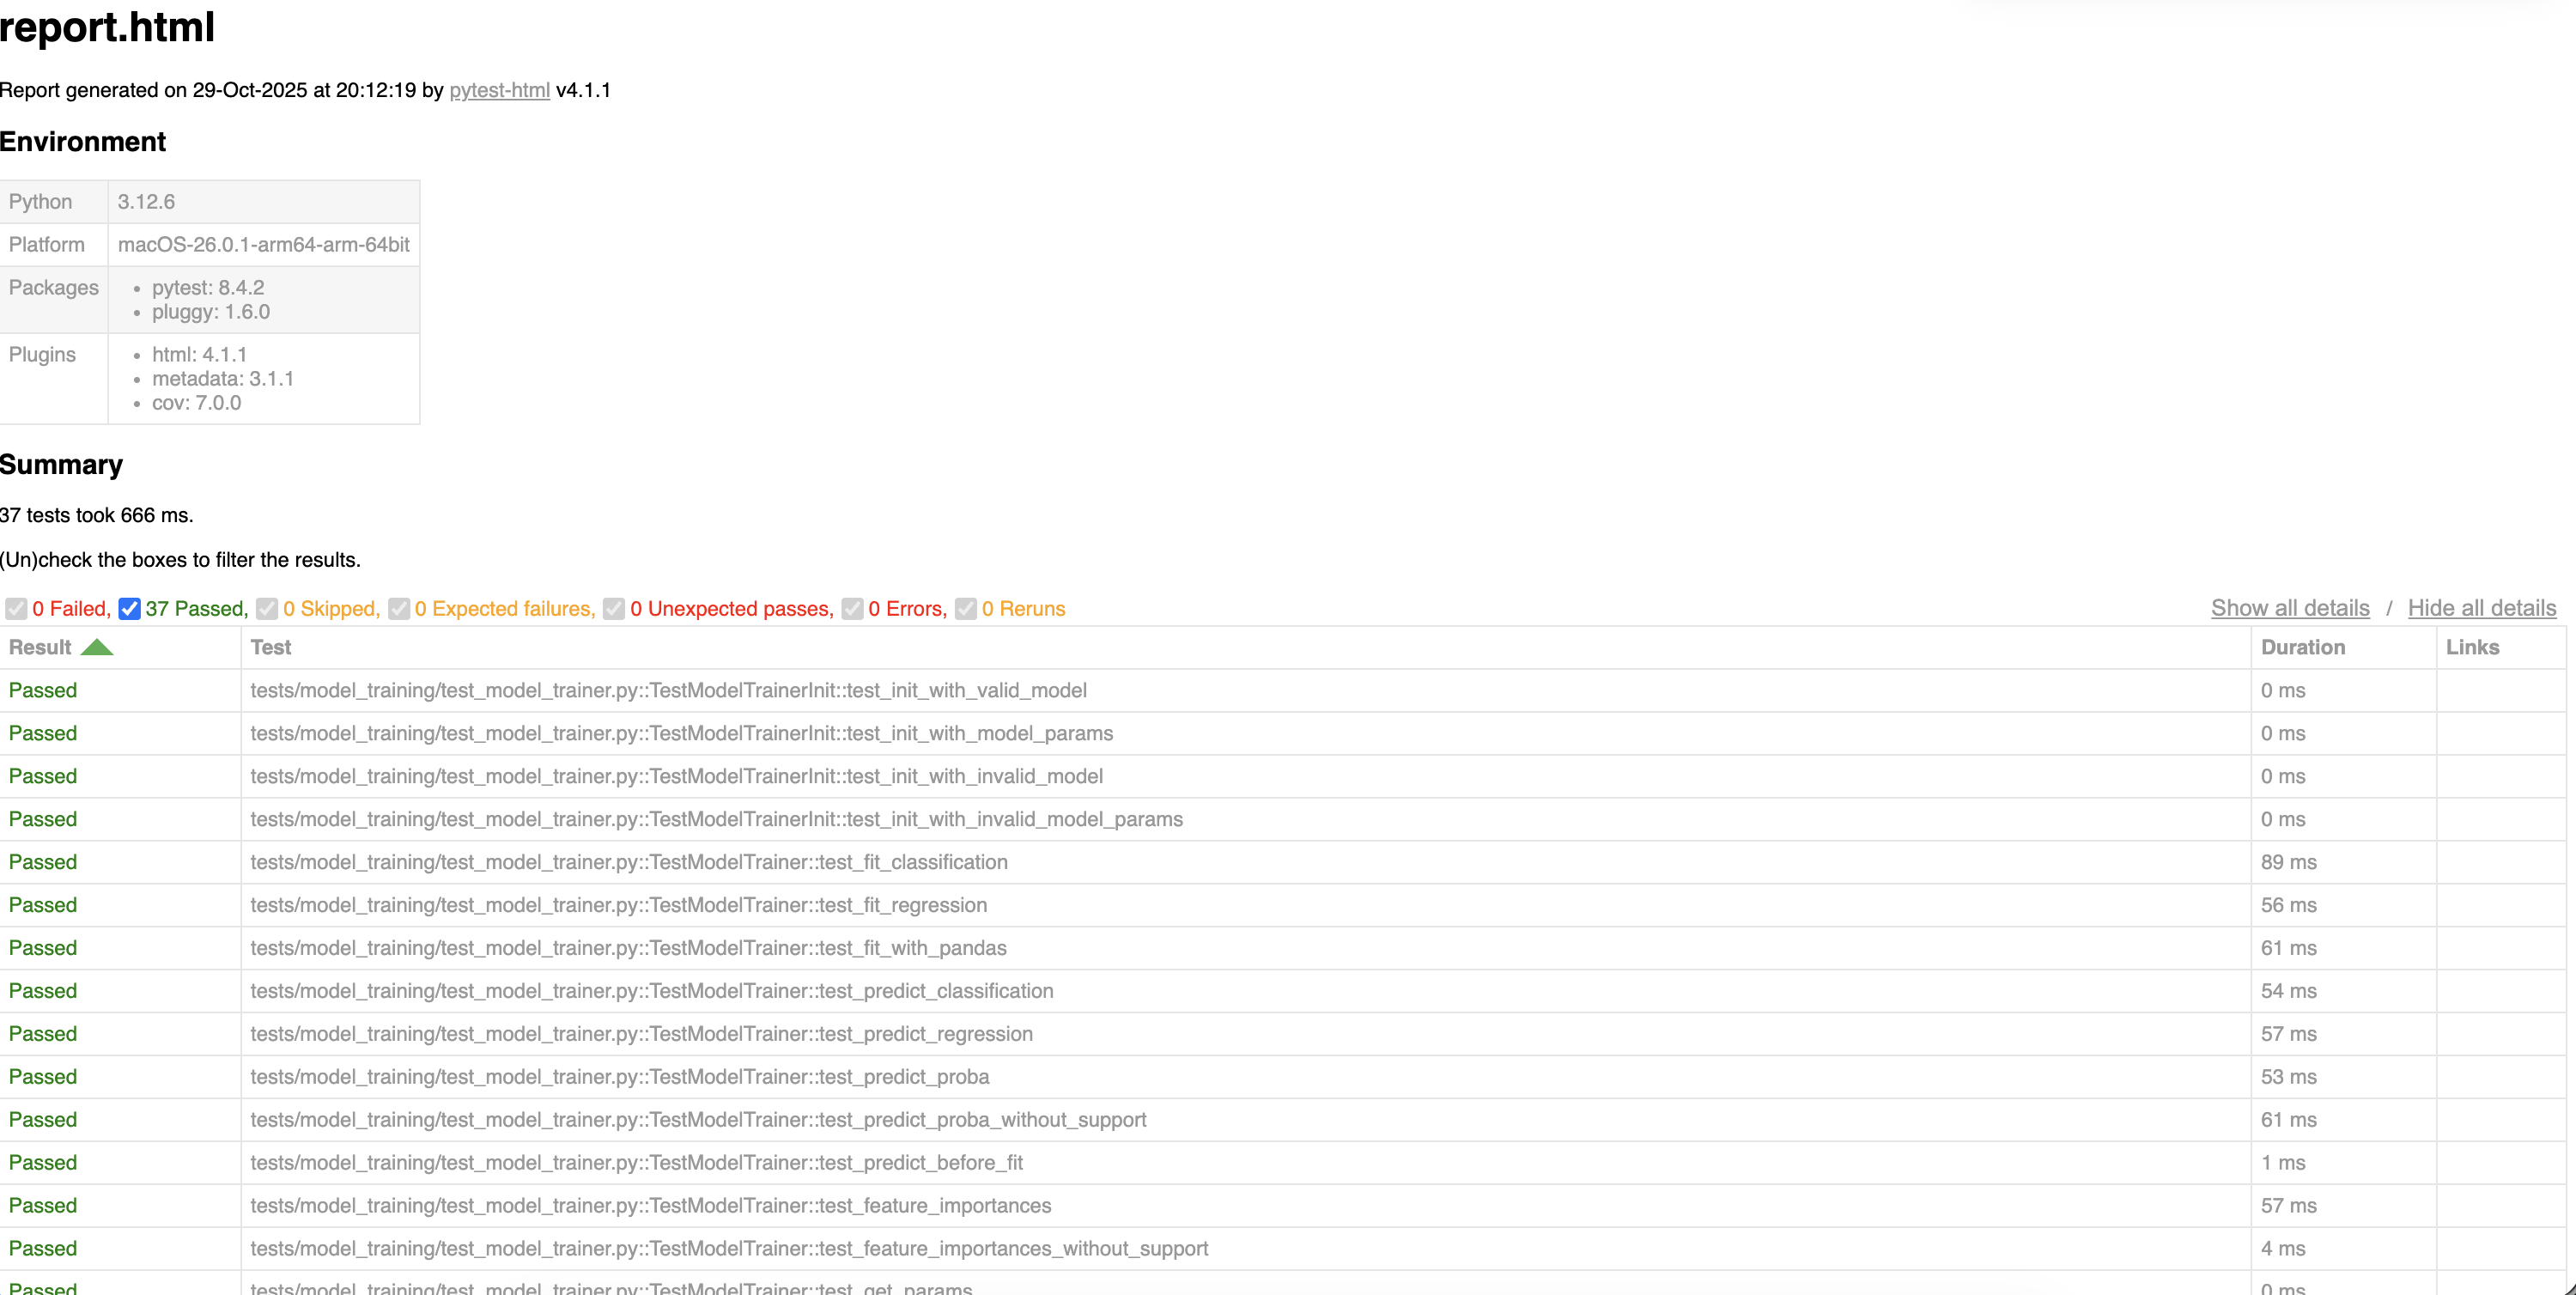 report.html
Report generated on 29-Oct-2025 at 20:12:19 by pytest-html v4.1.1
Environment
Python 3.12.6
Platform macOS-26.0.1-arm64-arm-64bit
Packages • pytest: 8.4.2
• pluggy: 1.6.0
Plugins • html: 4.1.1
• metadata: 3.1.1
• cov: 7.0.0
Summary
37 tests took 666 ms.
(Un)check the boxes to filter the results.
0 Failed, 37 Passed, 0 Skipped, 0 Expected failures, 0 Unexpected passes, 0 Errors, 0 Reruns Show all details / Hide all details
Result Test Duration Links
Passed tests/model_training/test_model_trainer.py::TestModelTrainerInit::test_init_with_valid_model 0 ms
Passed tests/model_training/test_model_trainer.py::TestModelTrainerInit::test_init_with_model_params 0 ms
Passed tests/model_training/test_model_trainer.py::TestModelTrainerInit::test_init_with_invalid_model 0 ms
Passed tests/model_training/test_model_trainer.py::TestModelTrainerInit::test_init_with_invalid_model_params 0 ms
Passed tests/model_training/test_model_trainer.py::TestModelTrainer::test_fit_classification 89 ms
Passed tests/model_training/test_model_trainer.py::TestModelTrainer::test_fit_regression 56 ms
Passed tests/model_training/test_model_trainer.py::TestModelTrainer::test_fit_with_pandas 61 ms
Passed tests/model_training/test_model_trainer.py::TestModelTrainer::test_predict_classification 54 ms
Passed tests/model_training/test_model_trainer.py::TestModelTrainer::test_predict_regression 57 ms
Passed tests/model_training/test_model_trainer.py::TestModelTrainer::test_predict_proba 53 ms
Passed tests/model_training/test_model_trainer.py::TestModelTrainer::test_predict_proba_without_support 61 ms
Passed tests/model_training/test_model_trainer.py::TestModelTrainer::test_predict_before_fit 1 ms
Passed tests/model_training/test_model_trainer.py::TestModelTrainer::test_feature_importances 57 ms
Passed tests/model_training/test_model_trainer.py::TestModelTrainer::test_feature_importances_without_support 4 ms
Passed tests/model_training/test_model_trainer.py::TestModelTrainer::test_get_params 0 ms